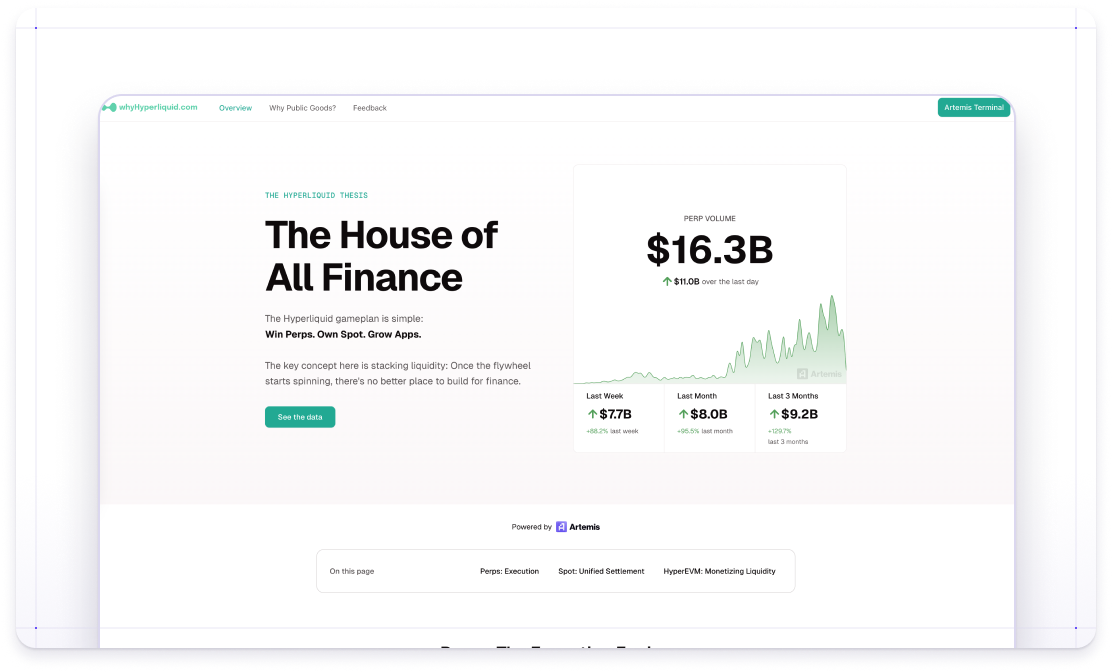 whyHyperliquid.com Overview Why Public Goods? Feedback Artemis Terminal
THE HYPERLIQUID THESIS
The House of
All Finance
The Hyperliquid gameplan is simple:
Win Perps. Own Spot. Grow Apps.
The key concept here is stacking liquidity: Once the flywheel
starts spinning, there's no better place to build for finance.
See the data
PERP VOLUME
$16.3B
$11.0B over the last day
Artemis
Last Week
$7.7B
+88.2% last week
Last Month
$8.0B
+95.5% last month
Last 3 Months
$9.2B
+129.7%
last 3 months
Powered by Artemis
On this page Perps: Execution Spot: Unified Settlement HyperEVM: Monetizing Liquidity